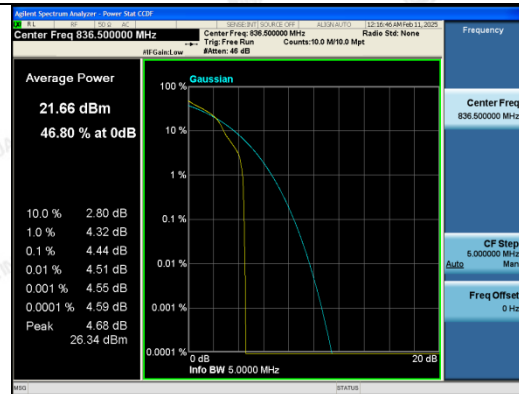 Agilent Spectrum Analyzer - Power Stat CCDF
RL RF 50 Ω AC SENSE:INT SOURCE OFF ALIGN AUTO 12:16:46 AM Feb 11, 2025
Center Freq 836.500000 MHz
Center Freq: 836.500000 MHz Radio Std: None
Trig: Free Run Counts:10.0 M/10.0 Mpt
#IFGain:Low #Atten: 46 dB
Frequency
Average Power
21.66 dBm
46.80 % at 0dB
10.0 % 2.80 dB
1.0 % 4.32 dB
0.1 % 4.44 dB
0.01 % 4.51 dB
0.001 % 4.55 dB
0.0001 % 4.59 dB
Peak 4.68 dB
26.34 dBm
Gaussian
100 %
10 %
1 %
0.1 %
0.01 %
0.001 %
0.0001 %
0 dB 20 dB
Info BW 5.0000 MHz
Center Freq
836.500000 MHz
CF Step
5.000000 MHz
Auto Man
Freq Offset
0 Hz
MSG STATUS